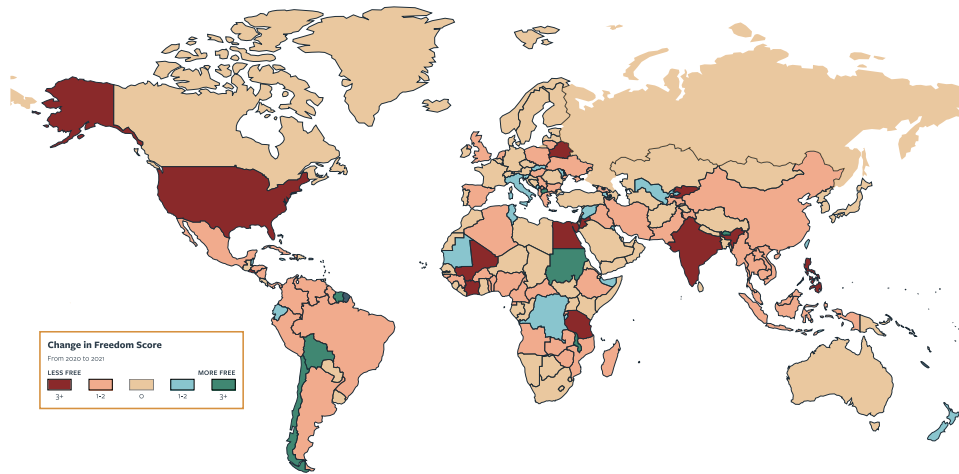 Change in Freedom Score
From 2020 to 2021
LESS FREE MORE FREE
3+ 1-2 0 1-2 3+